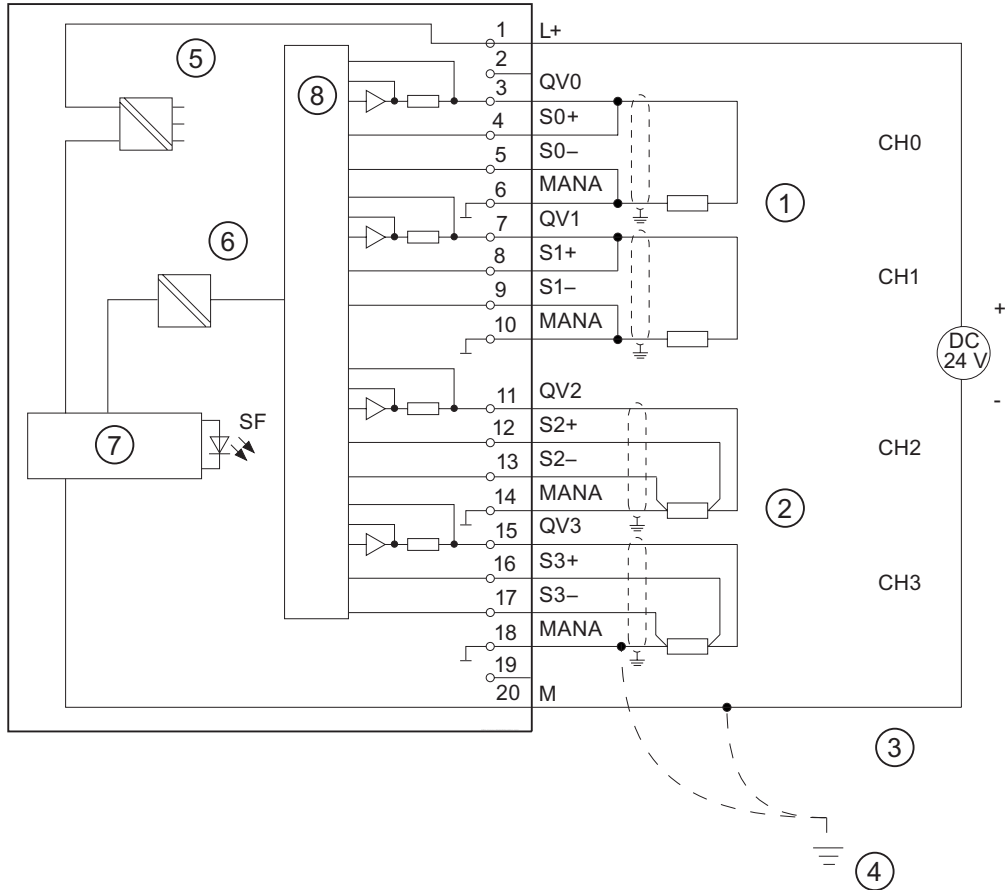 1 L+
2
3 QV0
4 S0+
5 S0–
6 MANA
7 QV1
8 S1+
9 S1–
10 MANA
11 QV2
12 S2+
13 S2–
14 MANA
15 QV3
16 S3+
17 S3–
18 MANA
19
20 M
5
8
6
7
SF
1
2
3
4
CH0
CH1
CH2
CH3
+
DC
24 V
-